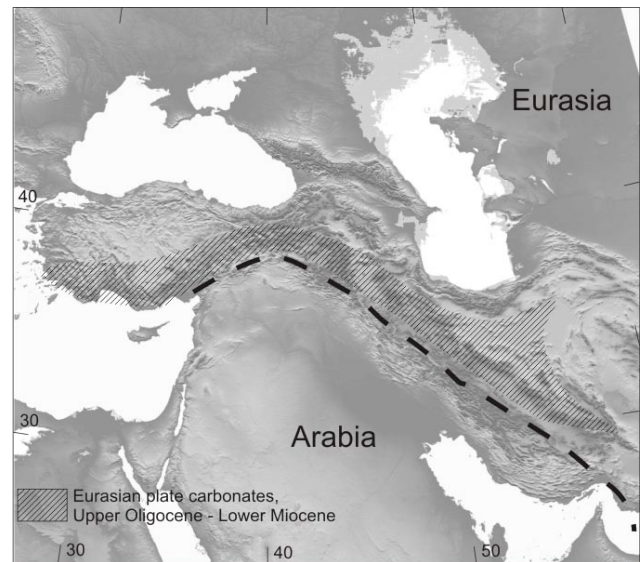 Eurasia
40
30
Arabia
Eurasian plate carbonates,
Upper Oligocene - Lower Miocene
30
40
50